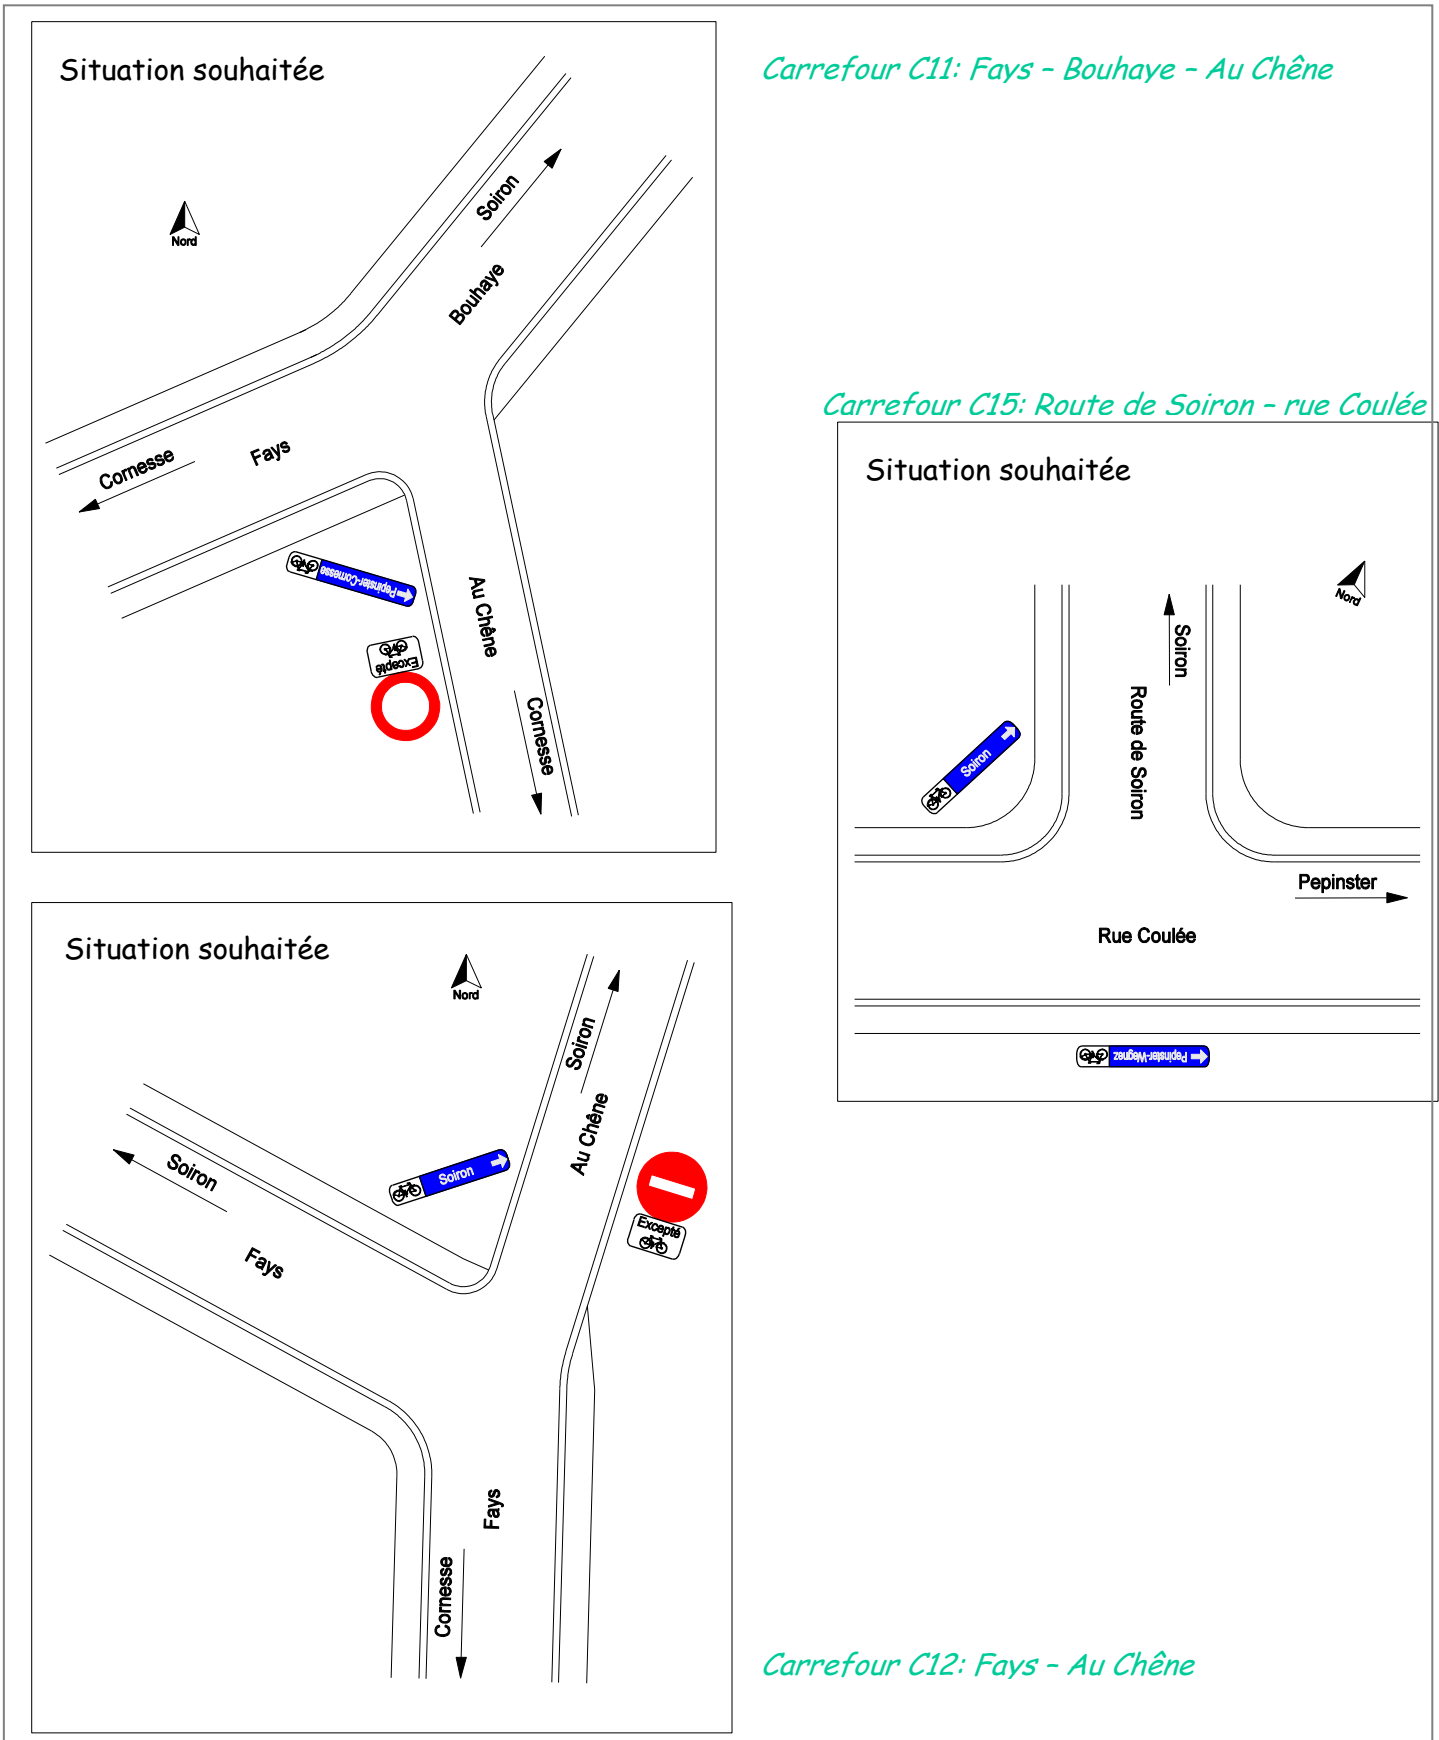 Situation souhaitée
Carrefour C11: Fays – Bouhaye – Au Chêne
Nord
Soiron
Bouhaye
Cornesse
Fays
Pepinster-Cornesse
Excepté
Au Chêne
Cornesse
Carrefour C15: Route de Soiron – rue Coulée
Situation souhaitée
Nord
Soiron
Route de Soiron
Soiron
Pepinster
Rue Coulée
Pepinster-Wegnez
Situation souhaitée
Nord
Soiron
Au Chêne
Soiron
Soiron
Excepté
Fays
Fays
Cornesse
Carrefour C12: Fays – Au Chêne